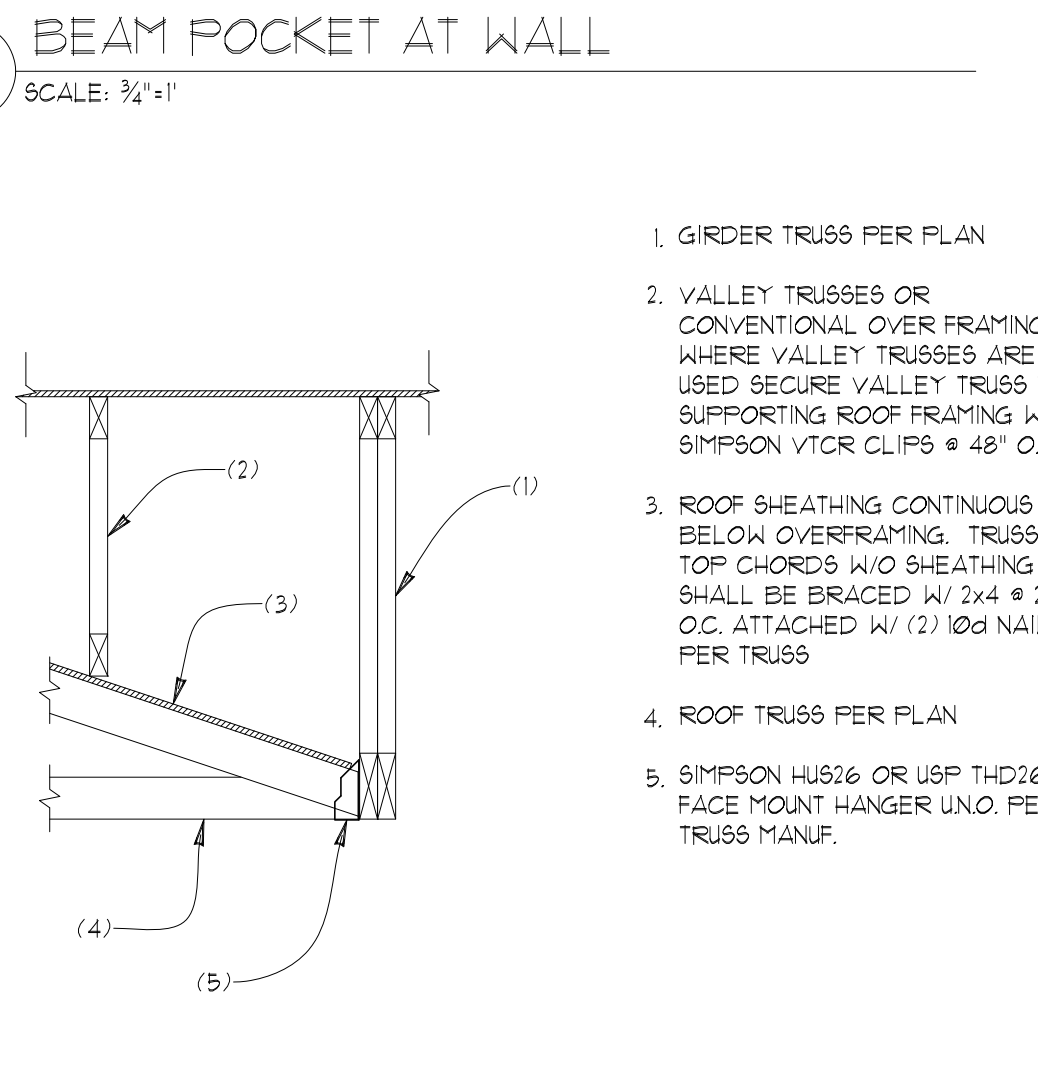 BEAM POCKET AT WALL
SCALE: ¾"=1'
1. GIRDER TRUSS PER PLAN
2. VALLEY TRUSSES OR
CONVENTIONAL OVER FRAMING
WHERE VALLEY TRUSSES ARE
USED SECURE VALLEY TRUSS
SUPPORTING ROOF FRAMING
SIMPSON VTCR CLIPS @ 48" O.
3. ROOF SHEATHING CONTINUOUS
BELOW OVERFRAMING. TRUSS
TOP CHORDS W/O SHEATHING
SHALL BE BRACED W/ 2x4 @
O.C. ATTACHED W/ (2) 10d
PER TRUSS
4. ROOF TRUSS PER PLAN
5. SIMPSON HUS26 OR USP THD26
FACE MOUNT HANGER U.N.O.
TRUSS MANUF.
(2)
(1)
(3)
(4)
(5)